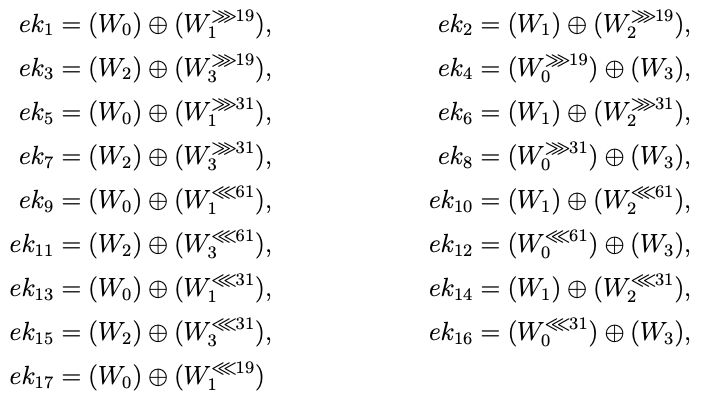 ek₁ = (W₀) ⊕ (W₁^⋙19), ek₂ = (W₁) ⊕ (W₂^⋙19),
ek₃ = (W₂) ⊕ (W₃^⋙19), ek₄ = (W₀^⋙19) ⊕ (W₃),
ek₅ = (W₀) ⊕ (W₁^⋙31), ek₆ = (W₁) ⊕ (W₂^⋙31),
ek₇ = (W₂) ⊕ (W₃^⋙31), ek₈ = (W₀^⋙31) ⊕ (W₃),
ek₉ = (W₀) ⊕ (W₁^⋘61), ek₁₀ = (W₁) ⊕ (W₂^⋘61),
ek₁₁ = (W₂) ⊕ (W₃^⋘61), ek₁₂ = (W₀^⋘61) ⊕ (W₃),
ek₁₃ = (W₀) ⊕ (W₁^⋘31), ek₁₄ = (W₁) ⊕ (W₂^⋘31),
ek₁₅ = (W₂) ⊕ (W₃^⋘31), ek₁₆ = (W₀^⋘31) ⊕ (W₃),
ek₁₇ = (W₀) ⊕ (W₁^⋘19)